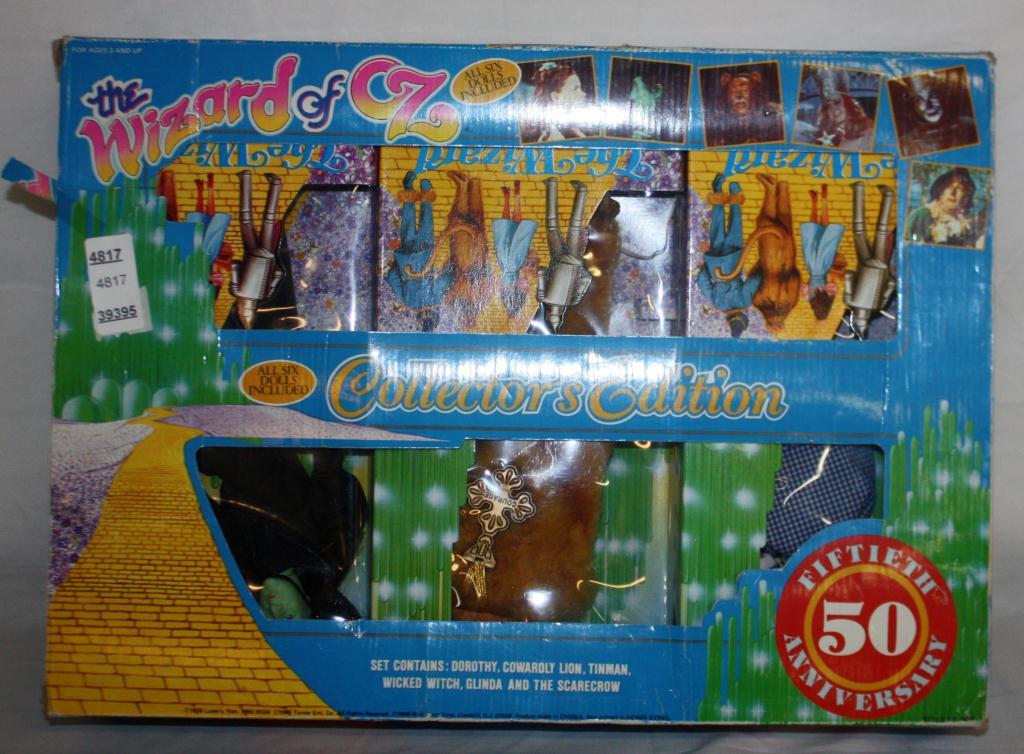 FOR AGES 3 AND UP
the
Wizard of OZ
ALL SIX
DOLLS
INCLUDED
The Wiz
The Wizard
The Wizard
e Wizard
4817
4817
39395
ALL SIX
DOLLS
INCLUDED
Collector's Edition
COURAGE
FIFTIETH
50
ANNIVERSARY
SET CONTAINS: DOROTHY, COWARDLY LION, TINMAN,
WICKED WITCH, GLINDA AND THE SCARECROW